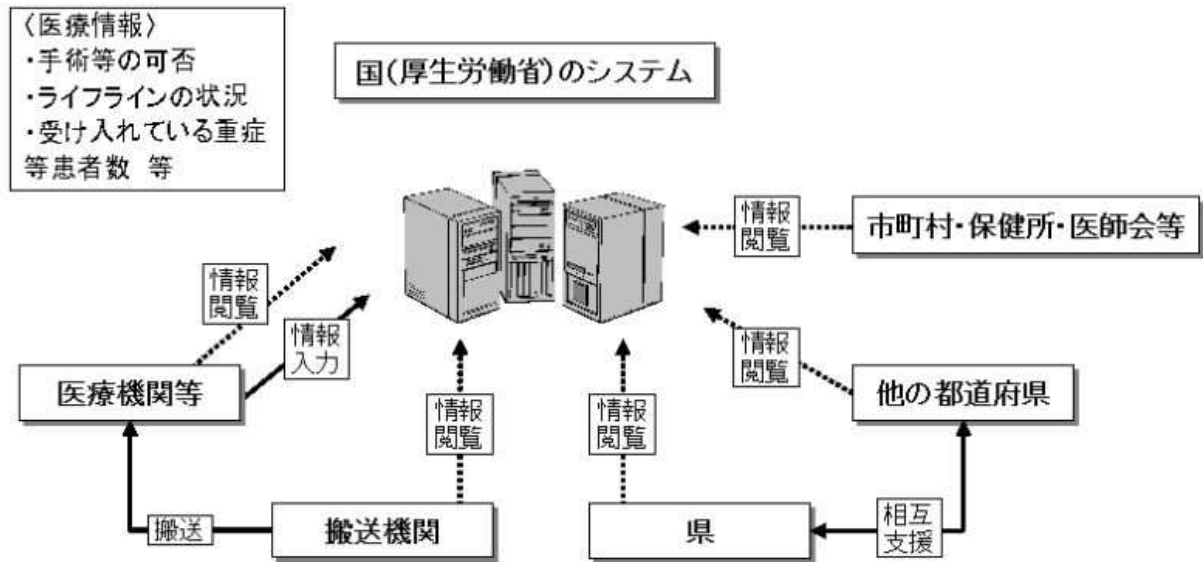 〈医療情報〉
・手術等の可否
・ライフラインの状況
・受け入れている重症
等患者数 等
国(厚生労働省)のシステム
情報
閲覧
市町村・保健所・医師会等
情報
閲覧
情報
入力
情報
閲覧
医療機関等
他の都道府県
情報
閲覧
情報
閲覧
搬送
搬送機関
県
相互
支援